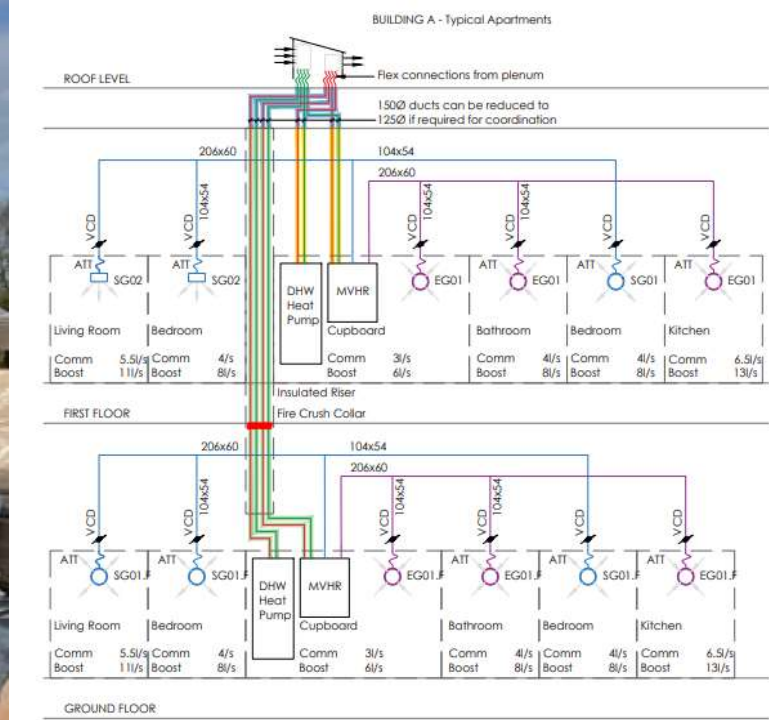 BUILDING A - Typical Apartments
ROOF LEVEL
Flex connections from plenum
150Ø ducts can be reduced to
125Ø if required for coordination
206x60
104x54
206x60
VCD
VCD
104x54
VCD
104x54
VCD
104x54
VCD
VCD
ATT
SG02
ATT
SG02
EG01
ATT
EG01
ATT
SG01
ATT
EG01
DHW
Heat
Pump
MVHR
Living Room
Bedroom
Cupboard
Bathroom
Bedroom
Kitchen
Comm 5.5l/s
Boost 11l/s
Comm 4/s
Boost 8l/s
Comm 3l/s
Boost 6l/s
Comm 4l/s
Boost 8l/s
Comm 4l/s
Boost 8l/s
Comm 6.5l/s
Boost 13l/s
Insulated Riser
FIRST FLOOR
Fire Crush Collar
206x60
104x54
206x60
VCD
VCD
104x54
VCD
104x54
VCD
104x54
VCD
VCD
ATT
SG01.F
ATT
SG01.F
EG01.F
ATT
EG01.F
ATT
SG01.F
ATT
EG01.F
DHW
Heat
Pump
MVHR
Living Room
Bedroom
Cupboard
Bathroom
Bedroom
Kitchen
Comm 5.5l/s
Boost 11l/s
Comm 4/s
Boost 8l/s
Comm 3l/s
Boost 6l/s
Comm 4l/s
Boost 8l/s
Comm 4l/s
Boost 8l/s
Comm 6.5l/s
Boost 13l/s
GROUND FLOOR